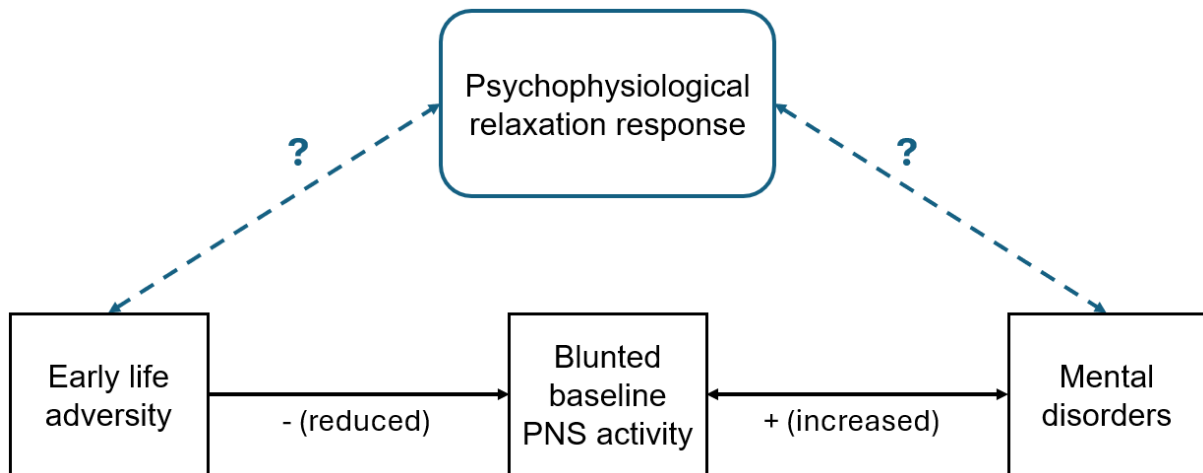 Psychophysiological
relaxation response
?
?
Early life
adversity
- (reduced)
Blunted
baseline
PNS activity
+ (increased)
Mental
disorders